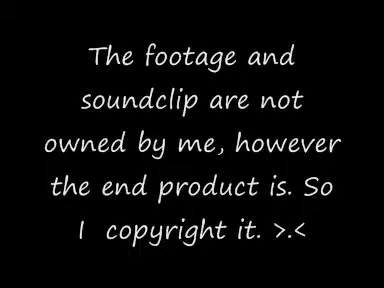 The footage and
soundclip are not
owned by me, however
the end product is. So
I  copyright it. >.<